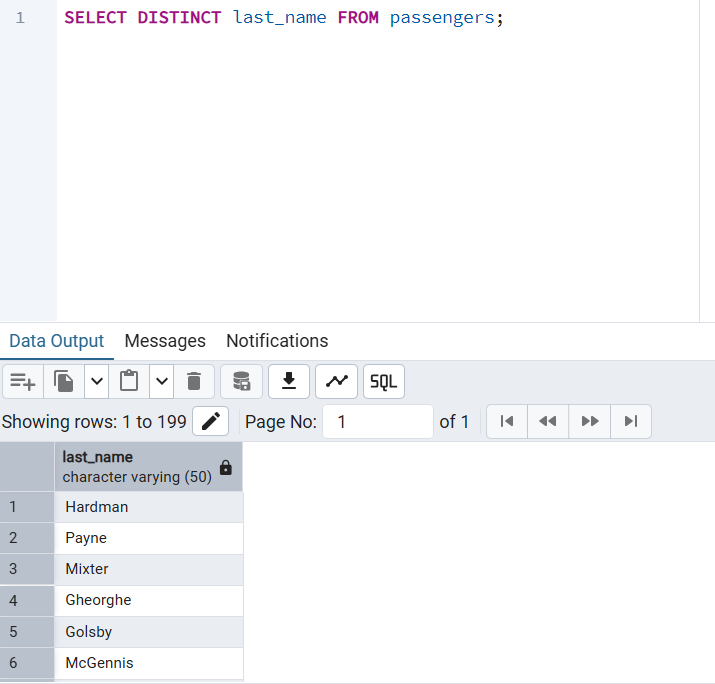 1 SELECT DISTINCT last_name FROM passengers;
Data Output Messages Notifications
SQL
Showing rows: 1 to 199 Page No: 1 of 1
last_name
character varying (50)
1 Hardman
2 Payne
3 Mixter
4 Gheorghe
5 Golsby
6 McGennis